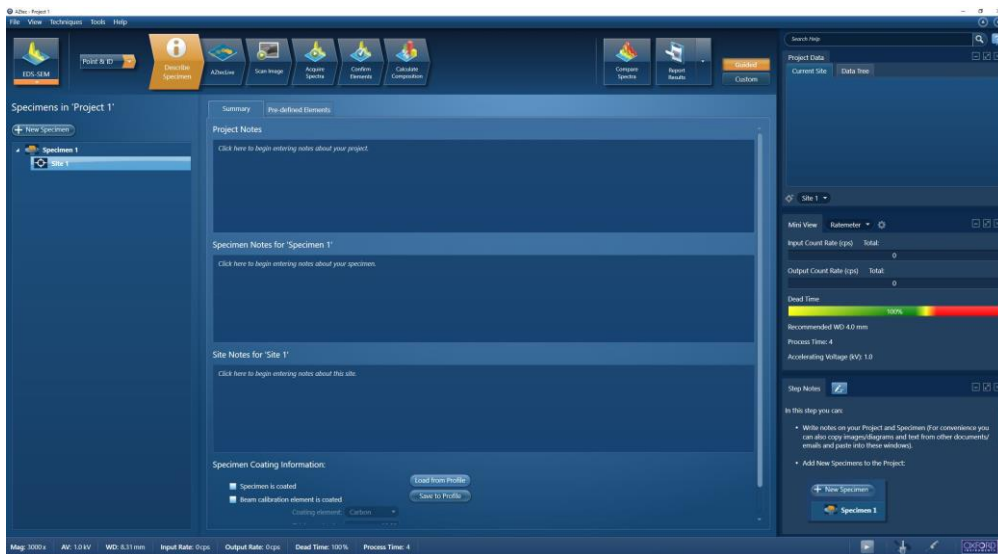 AZtec - Project 1
File View Techniques Tools Help
EDS-SEM
Point & ID
Describe
Specimen
AZtecLive
Scan Image
Acquire
Spectra
Confirm
Elements
Calculate
Composition
Compare
Spectra
Report
Results
Guided
Custom
Search Help
Specimens in 'Project 1'
+ New Specimen
Specimen 1
Site 1
Summary
Pre-defined Elements
Project Notes
Click here to begin entering notes about your project.
Specimen Notes for 'Specimen 1'
Click here to begin entering notes about your specimen.
Site Notes for 'Site 1'
Click here to begin entering notes about this site.
Specimen Coating Information:
Specimen is coated
Beam calibration element is coated
Coating element: Carbon
Load from Profile
Save to Profile
Project Data
Current Site
Data Tree
Site 1
Mini View
Ratemeter
Input Count Rate (cps) Total:
0
Output Count Rate (cps) Total:
0
Dead Time
100%
Recommended WD 4.0 mm
Process Time: 4
Accelerating Voltage (kV): 1.0
Step Notes
In this step you can:
• Write notes on your Project and Specimen (For convenience you
can also copy images/diagrams and text from other documents/
emails and paste into these windows).
• Add New Specimens to the Project:
+ New Specimen
Specimen 1
Mag: 3000 x AV: 1.0 kV WD: 8.31 mm Input Rate: 0 cps Output Rate: 0 cps Dead Time: 100% Process Time: 4
OXFORD